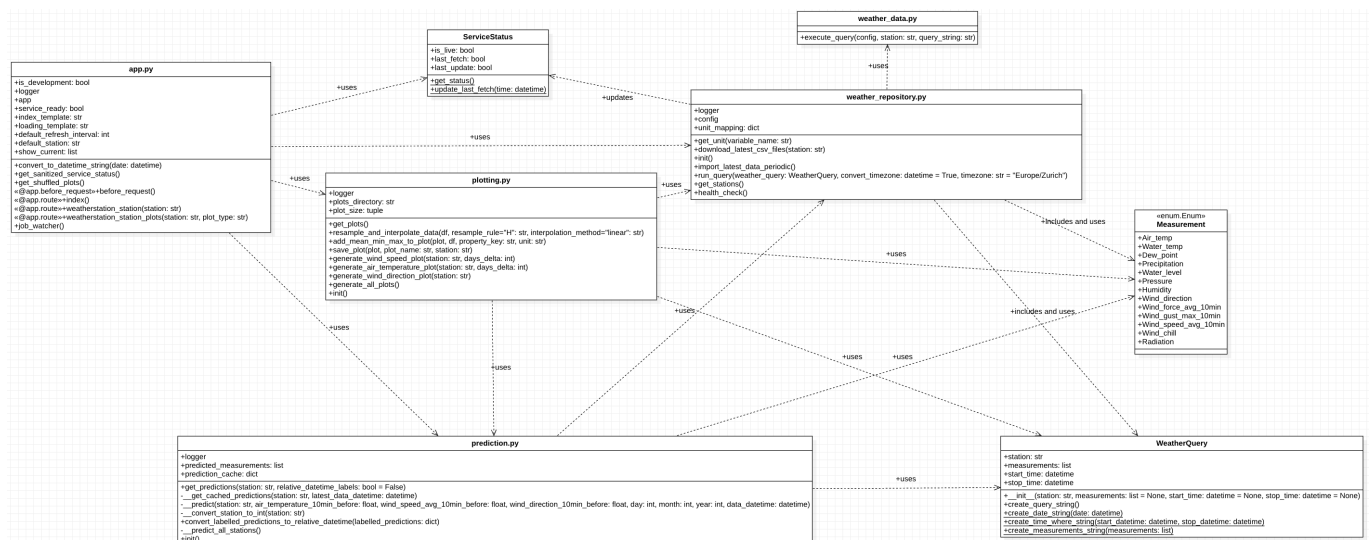 weather_data.py
+execute_query(config, station: str, query_string: str)
ServiceStatus
+is_live: bool
+last_fetch: bool
+last_update: bool
+get_status()
+update_last_fetch(time: datetime)
app.py
+is_development: bool
+logger
+app
+service_ready: bool
+index_template: str
+loading_template: str
+default_refresh_interval: int
+default_station: str
+show_current: list
+convert_to_datetime_string(date: datetime)
+get_sanitized_service_status()
+get_shuffled_plots()
«@app.before_request»+before_request()
«@app.route»+index()
«@app.route»+weatherstation_station(station: str)
«@app.route»+weatherstation_station_plots(station: str, plot_type: str)
+job_watcher()
+uses
+uses
+updates
+uses
+uses
+uses
weather_repository.py
+logger
+config
+unit_mapping: dict
+get_unit(variable_name: str)
+download_latest_csv_files(station: str)
+init()
+import_latest_data_periodic()
+run_query(weather_query: WeatherQuery, convert_timezone: datetime = True, timezone: str = "Europe/Zurich")
+get_stations()
+health_check()
plotting.py
+logger
+plots_directory: str
+plot_size: tuple
+get_plots()
+resample_and_interpolate_data(df, resample_rule="H": str, interpolation_method="linear": str)
+add_mean_min_max_to_plot(plot, df, property_key: str, unit: str)
+save_plot(plot, plot_name: str, station: str)
+generate_wind_speed_plot(station: str, days_delta: int)
+generate_air_temperature_plot(station: str, days_delta: int)
+generate_wind_direction_plot(station: str)
+generate_all_plots()
+init()
+includes and uses
«enum.Enum»
Measurement
+Air_temp
+Water_temp
+Dew_point
+Precipitation
+Water_level
+Pressure
+Humidity
+Wind_direction
+Wind_force_avg_10min
+Wind_gust_max_10min
+Wind_speed_avg_10min
+Wind_chill
+Radiation
+uses
+uses
+includes and uses
+uses
+uses
+uses
+uses
prediction.py
+logger
+predicted_measurements: list
+prediction_cache: dict
+get_predictions(station: str, relative_datetime_labels: bool = False)
-__get_cached_predictions(station: str, latest_data_datetime: datetime)
-__predict(station: str, air_temperature_10min_before: float, wind_speed_avg_10min_before: float, wind_direction_10min_before: float, day: int, month: int, year: int, data_datetime: datetime)
-__convert_station_to_int(station: str)
+convert_labelled_predictions_to_relative_datetime(labelled_predictions: dict)
-__predict_all_stations()
+init()
+uses
WeatherQuery
+station: str
+measurements: list
+start_time: datetime
+stop_time: datetime
+__init__(station: str, measurements: list = None, start_time: datetime = None, stop_time: datetime = None)
+create_query_string()
+create_date_string(date: datetime)
+create_time_where_string(start_datetime: datetime, stop_datetime: datetime)
+create_measurements_string(measurements: list)